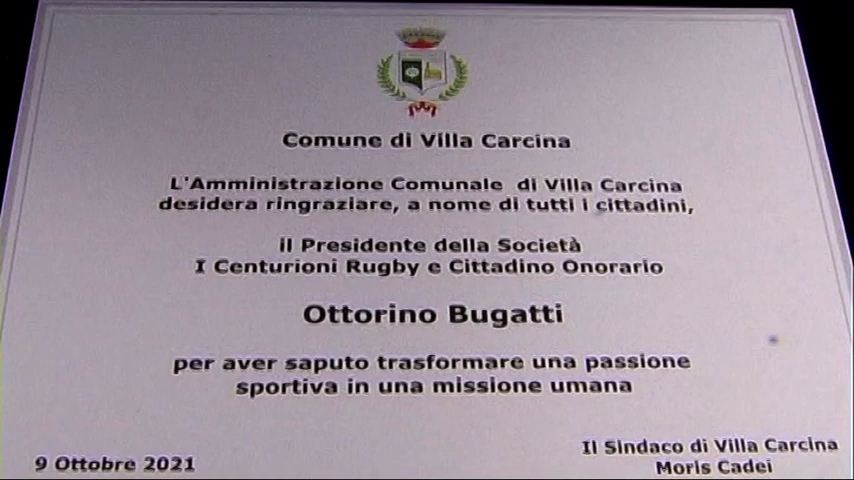 Comune di Villa Carcina
L'Amministrazione Comunale di Villa Carcina
desidera ringraziare, a nome di tutti i cittadini,
il Presidente della Società
I Centurioni Rugby e Cittadino Onorario
Ottorino Bugatti
per aver saputo trasformare una passione
sportiva in una missione umana
9 Ottobre 2021
Il Sindaco di Villa Carcina
Moris Cadei